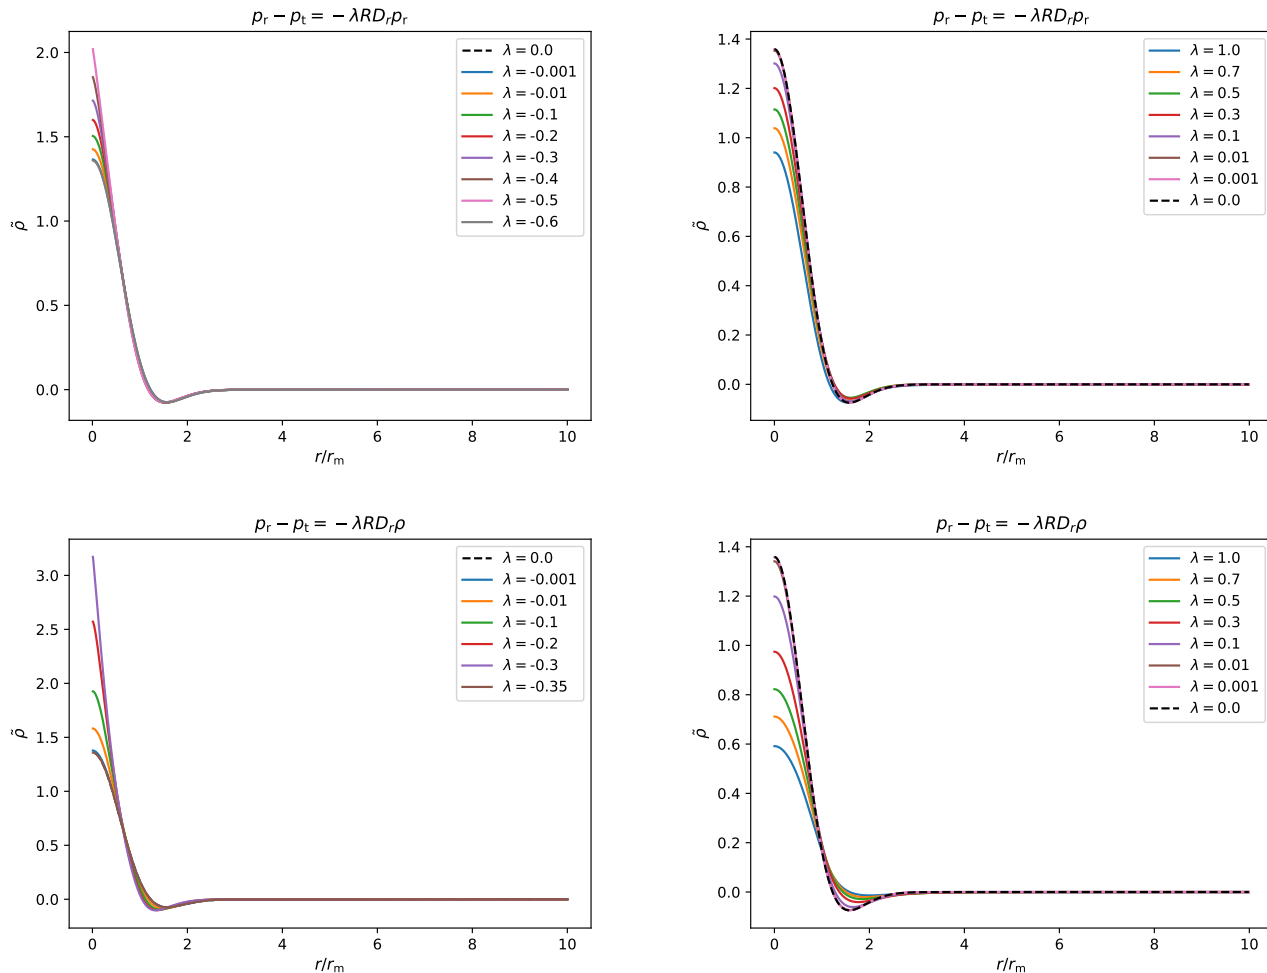 p_r − p_t = −λRD_r p_r
2.0
1.5
1.0
0.5
0.0
ρ̃
0 2 4 6 8 10
r/r_m
λ = 0.0
λ = -0.001
λ = -0.01
λ = -0.1
λ = -0.2
λ = -0.3
λ = -0.4
λ = -0.5
λ = -0.6
p_r − p_t = −λRD_r p_r
1.4
1.2
1.0
0.8
0.6
0.4
0.2
0.0
ρ̃
0 2 4 6 8 10
r/r_m
λ = 1.0
λ = 0.7
λ = 0.5
λ = 0.3
λ = 0.1
λ = 0.01
λ = 0.001
λ = 0.0
p_r − p_t = −λRD_r ρ
3.0
2.5
2.0
1.5
1.0
0.5
0.0
ρ̃
0 2 4 6 8 10
r/r_m
λ = 0.0
λ = -0.001
λ = -0.01
λ = -0.1
λ = -0.2
λ = -0.3
λ = -0.35
p_r − p_t = −λRD_r ρ
1.4
1.2
1.0
0.8
0.6
0.4
0.2
0.0
ρ̃
0 2 4 6 8 10
r/r_m
λ = 1.0
λ = 0.7
λ = 0.5
λ = 0.3
λ = 0.1
λ = 0.01
λ = 0.001
λ = 0.0